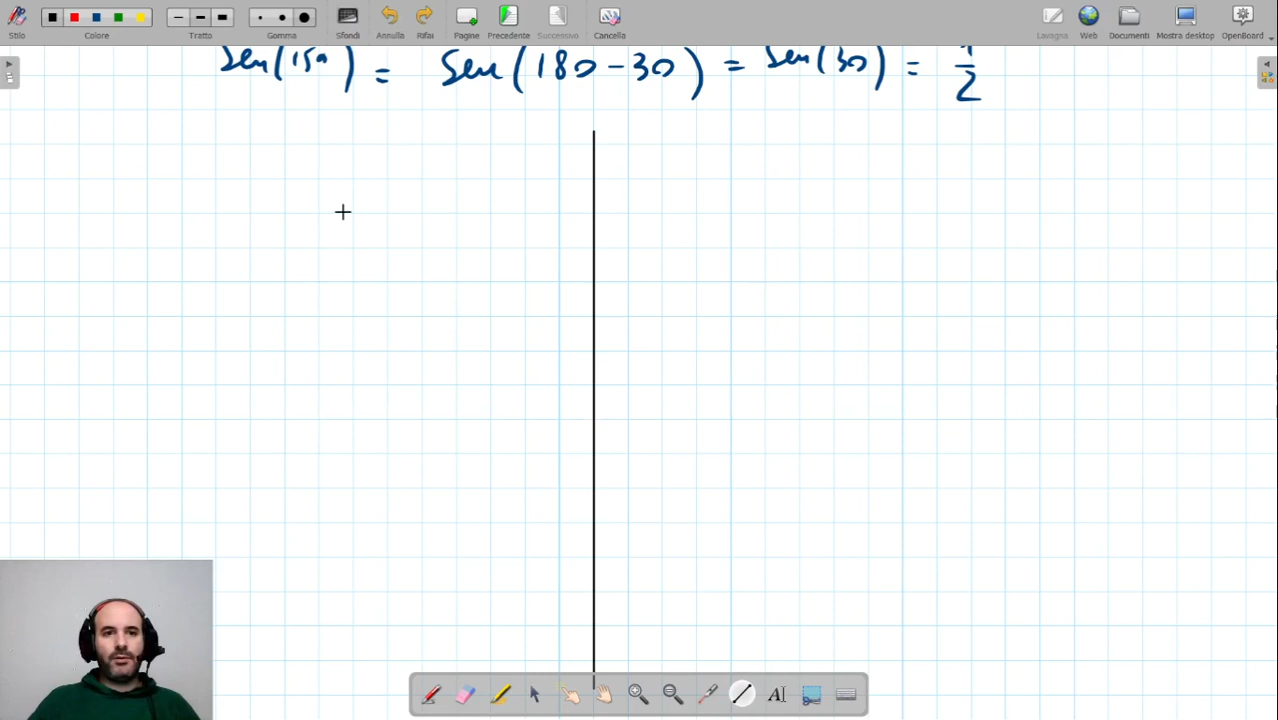 Stilo Colore Tratto Gomma Sfondi Annulla Rifai Pagine Precedente Successivo Cancella Lavagna Web Documenti Mostra desktop OpenBoard
Sen(150) = Sen(180-30) = Sen(30) = 1/2